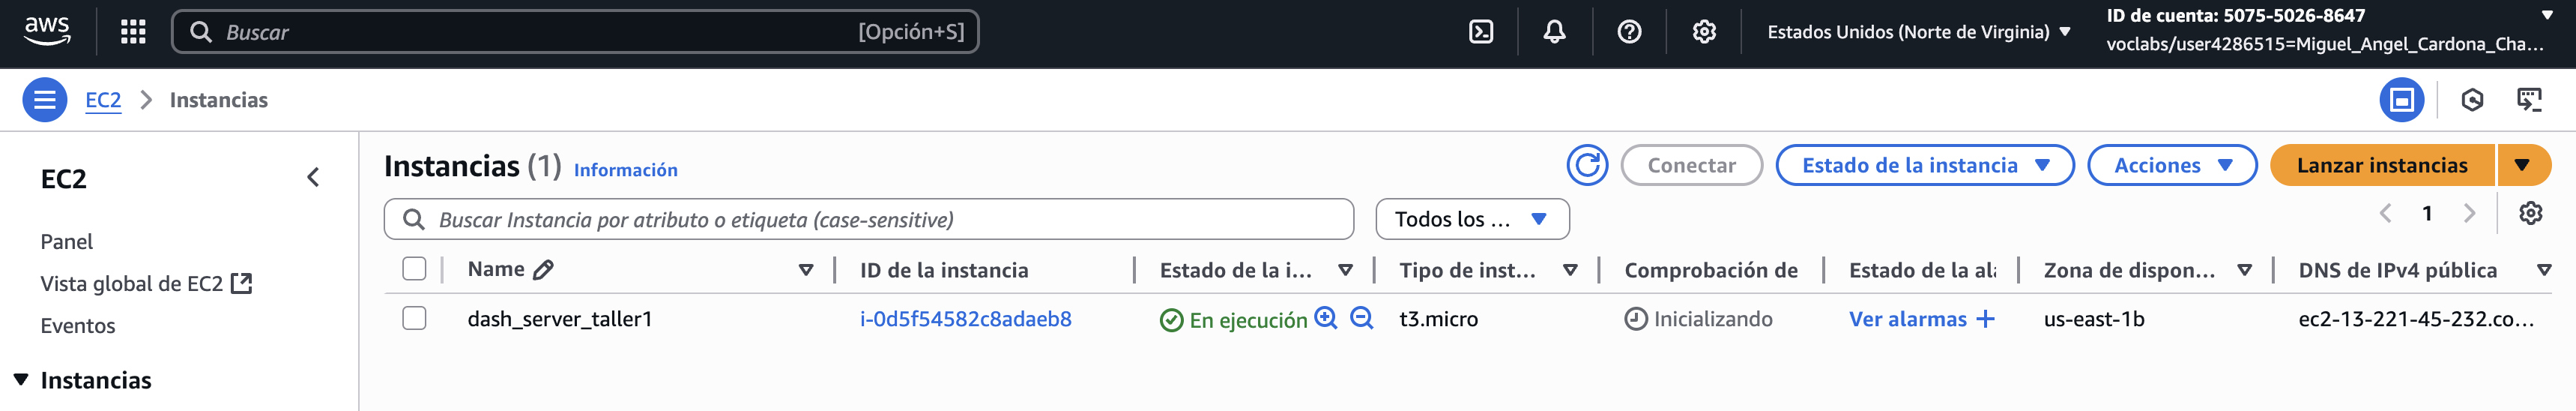 aws
Buscar [Opción+S]
Estados Unidos (Norte de Virginia)
ID de cuenta: 5075-5026-8647
voclabs/user4286515=Miguel_Angel_Cardona_Cha...
EC2 Instancias
EC2
Panel
Vista global de EC2
Eventos
Instancias
Instancias (1) Información
Conectar Estado de la instancia Acciones Lanzar instancias
Buscar Instancia por atributo o etiqueta (case-sensitive) Todos los ... 1
Name ID de la instancia Estado de la i... Tipo de inst... Comprobación de Estado de la Zona de dispon... DNS de IPv4 pública
dash_server_taller1 i-0d5f54582c8adaeb8 En ejecución t3.micro Inicializando Ver alarmas + us-east-1b ec2-13-221-45-232.co...